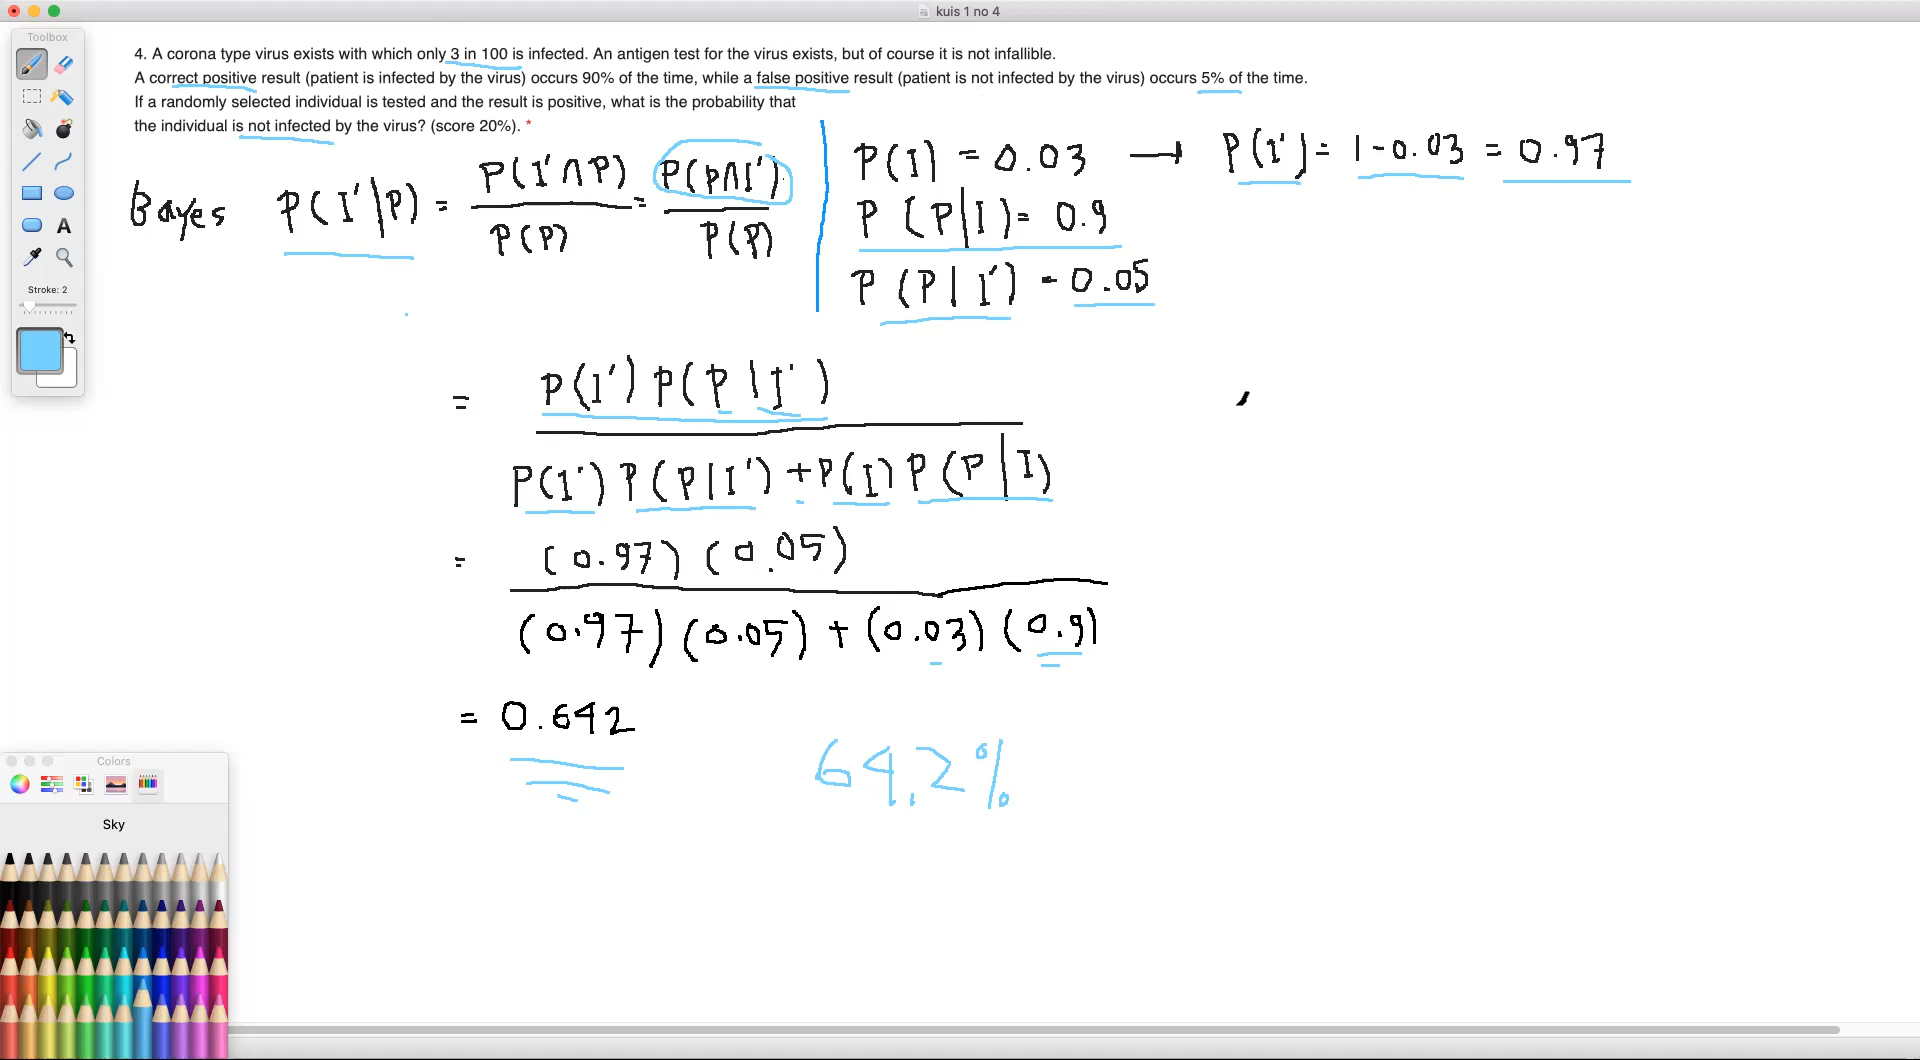 kuis 1 no 4
Toolbox
4. A corona type virus exists with which only 3 in 100 is infected. An antigen test for the virus exists, but of course it is not infallible.
A correct positive result (patient is infected by the virus) occurs 90% of the time, while a false positive result (patient is not infected by the virus) occurs 5% of the time.
If a randomly selected individual is tested and the result is positive, what is the probability that
the individual is not infected by the virus? (score 20%). *
Bayes P(I'|P) = P(I'∩P) / P(P) = P(P∩I') / P(P)
P(I) = 0.03 → P(I') = 1-0.03 = 0.97
P(P|I) = 0.9
P(P|I') = 0.05
A
Stroke: 2
= P(I') P(P|I')
P(I') P(P|I') + P(I) P(P|I)
= (0.97) (0.05)
(0.97) (0.05) + (0.03) (0.9)
= 0.642
64.2%
Colors
Sky